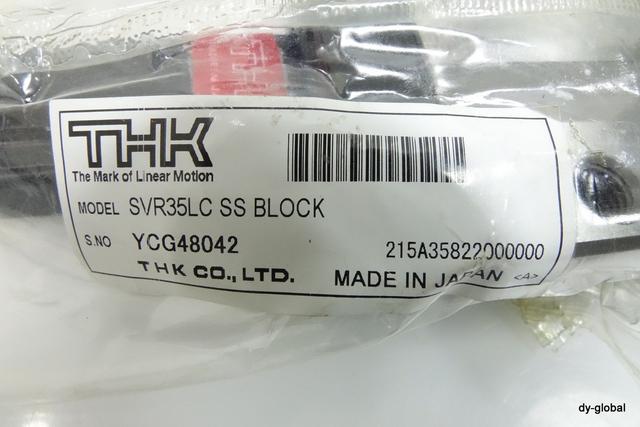 THK
THK
The Mark of Linear Motion
MODEL SVR35LC SS BLOCK
S.NO YCG48042
215A35822000000
THK CO., LTD. MADE IN JAPAN <A>
dy-global